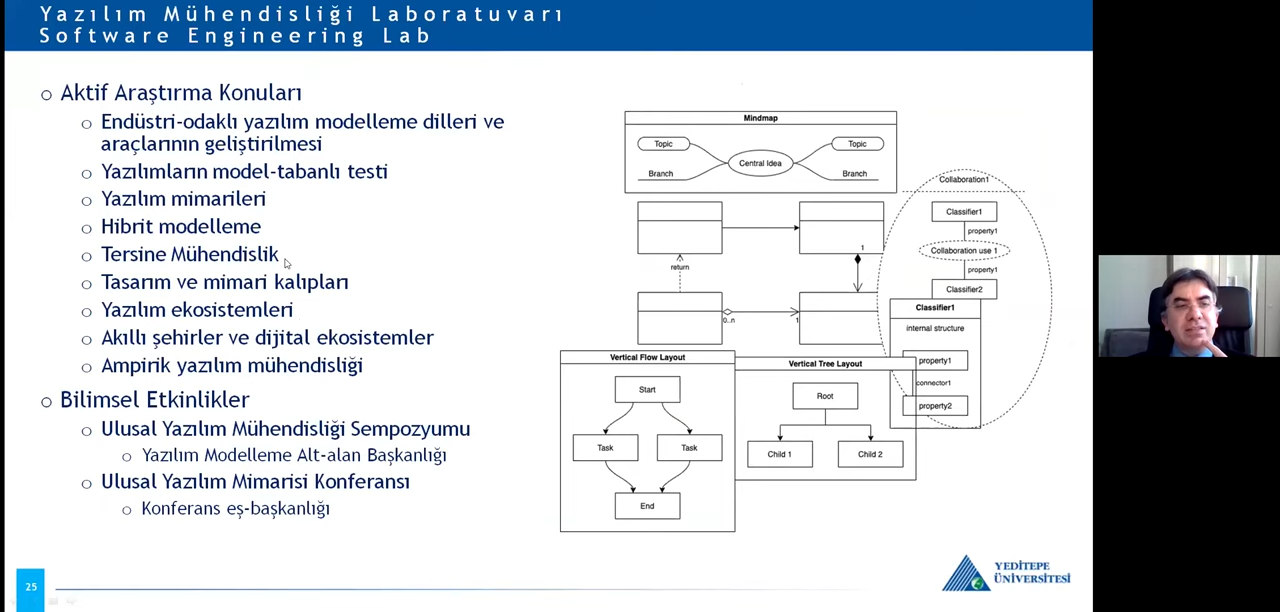 Yazılım Mühendisliği Laboratuvarı
Software Engineering Lab
Aktif Araştırma Konuları
Endüstri-odaklı yazılım modelleme dilleri ve
araçlarının geliştirilmesi
Yazılımların model-tabanlı testi
Yazılım mimarileri
Hibrit modelleme
Tersine Mühendislik
Tasarım ve mimari kalıpları
Yazılım ekosistemleri
Akıllı şehirler ve dijital ekosistemler
Ampirik yazılım mühendisliği
Bilimsel Etkinlikler
Ulusal Yazılım Mühendisliği Sempozyumu
Yazılım Modelleme Alt-alan Başkanlığı
Ulusal Yazılım Mimarisi Konferansı
Konferans eş-başkanlığı
Mindmap
Topic
Topic
Central Idea
Branch
Branch
Collaboration1
Classifier1
property1
Collaboration use 1
property1
Classifier2
1
return
0..n
1
Classifier1
internal structure
property1
connector1
property2
Vertical Flow Layout
Start
Task
Task
End
Vertical Tree Layout
Root
Child 1
Child 2
25
YEDİTEPE
ÜNİVERSİTESİ